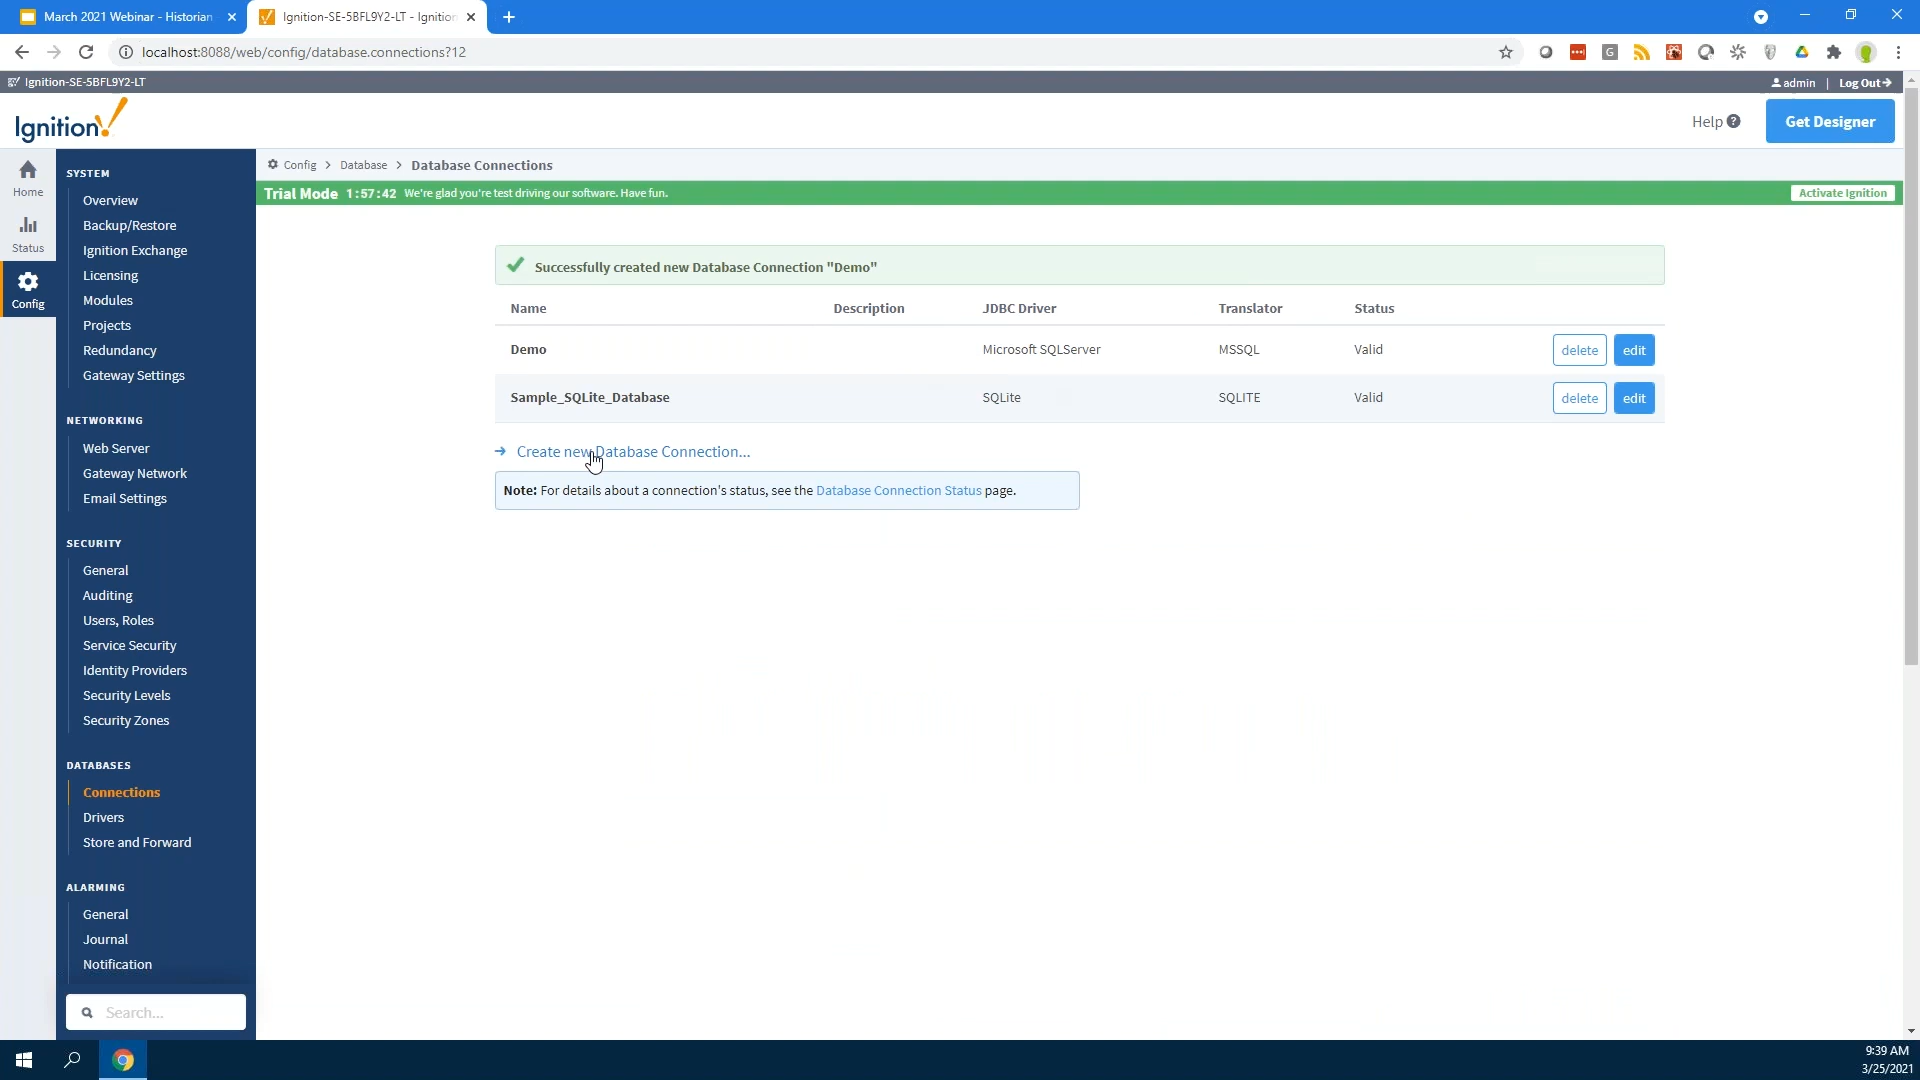 March 2021 Webinar - Historian
Ignition-SE-5BFL9Y2-LT - Ignition
localhost:8088/web/config/database.connections?12
Ignition-SE-5BFL9Y2-LT
admin | Log Out
Ignition!
Help ?
Get Designer
Home
Status
Config
SYSTEM
Overview
Backup/Restore
Ignition Exchange
Licensing
Modules
Projects
Redundancy
Gateway Settings
NETWORKING
Web Server
Gateway Network
Email Settings
SECURITY
General
Auditing
Users, Roles
Service Security
Identity Providers
Security Levels
Security Zones
DATABASES
Connections
Drivers
Store and Forward
ALARMING
General
Journal
Notification
Search...
Config > Database > Database Connections
Trial Mode 1:57:42 We're glad you're test driving our software. Have fun.
Activate Ignition
Successfully created new Database Connection "Demo"
Name Description JDBC Driver Translator Status
Demo Microsoft SQLServer MSSQL Valid delete edit
Sample_SQLite_Database SQLite SQLITE Valid delete edit
→ Create new Database Connection...
Note: For details about a connection's status, see the Database Connection Status page.
9:39 AM
3/25/2021